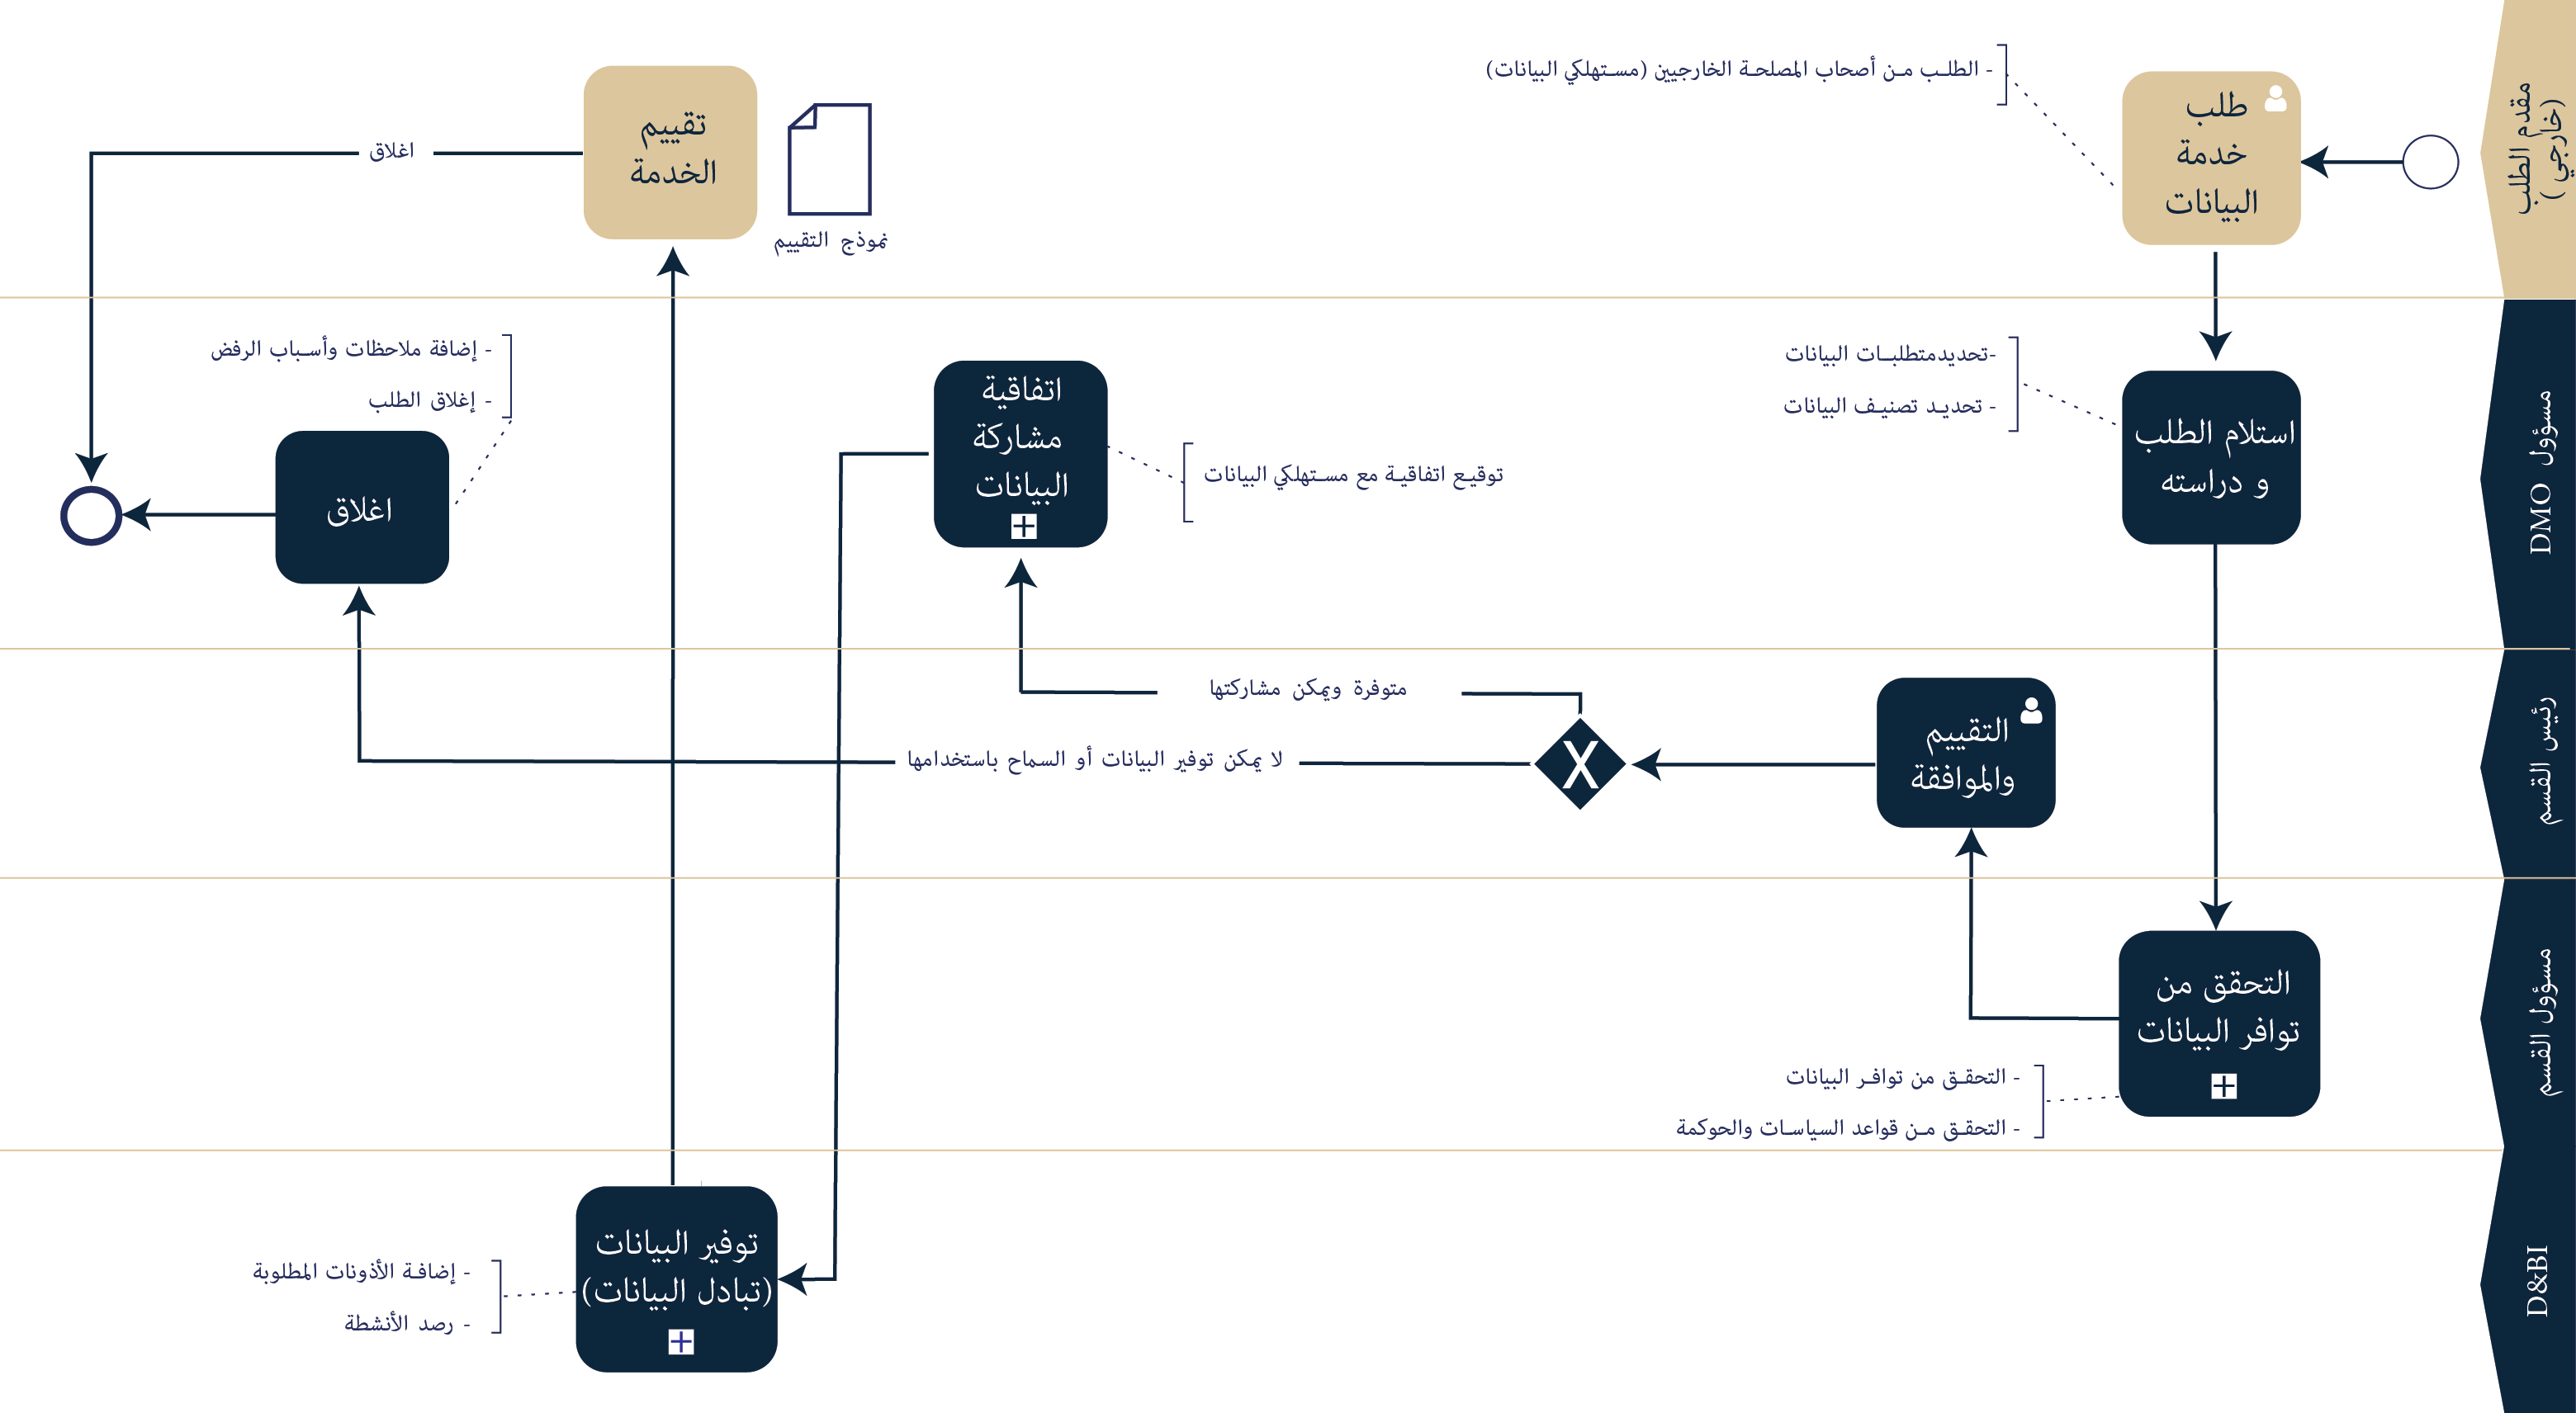 مقدم الطلب
(خارجي )
طلب
خدمة
البيانات
- الطلب من أصحاب المصلحة الخارجيين (مستهلكي البيانات)
نموذج التقييم
تقييم
الخدمة
اغلاق
مسؤول DMO
استلام الطلب
و دراسته
-تحديدمتطلبات البيانات
- تحديد تصنيف البيانات
اتفاقية
مشاركة
البيانات
توقيع اتفاقية مع مستهلكي البيانات
- إضافة ملاحظات وأسباب الرفض
- إغلاق الطلب
اغلاق
رئيس القسم
التقييم
والموافقة
X
متوفرة ويمكن مشاركتها
لا يمكن توفير البيانات أو السماح باستخدامها
مسؤول القسم
التحقق من
توافر البيانات
- التحقق من توافر البيانات
- التحقق من قواعد السياسات والحوكمة
D&BI
توفير البيانات
(تبادل البيانات)
- إضافة الأذونات المطلوبة
- رصد الأنشطة